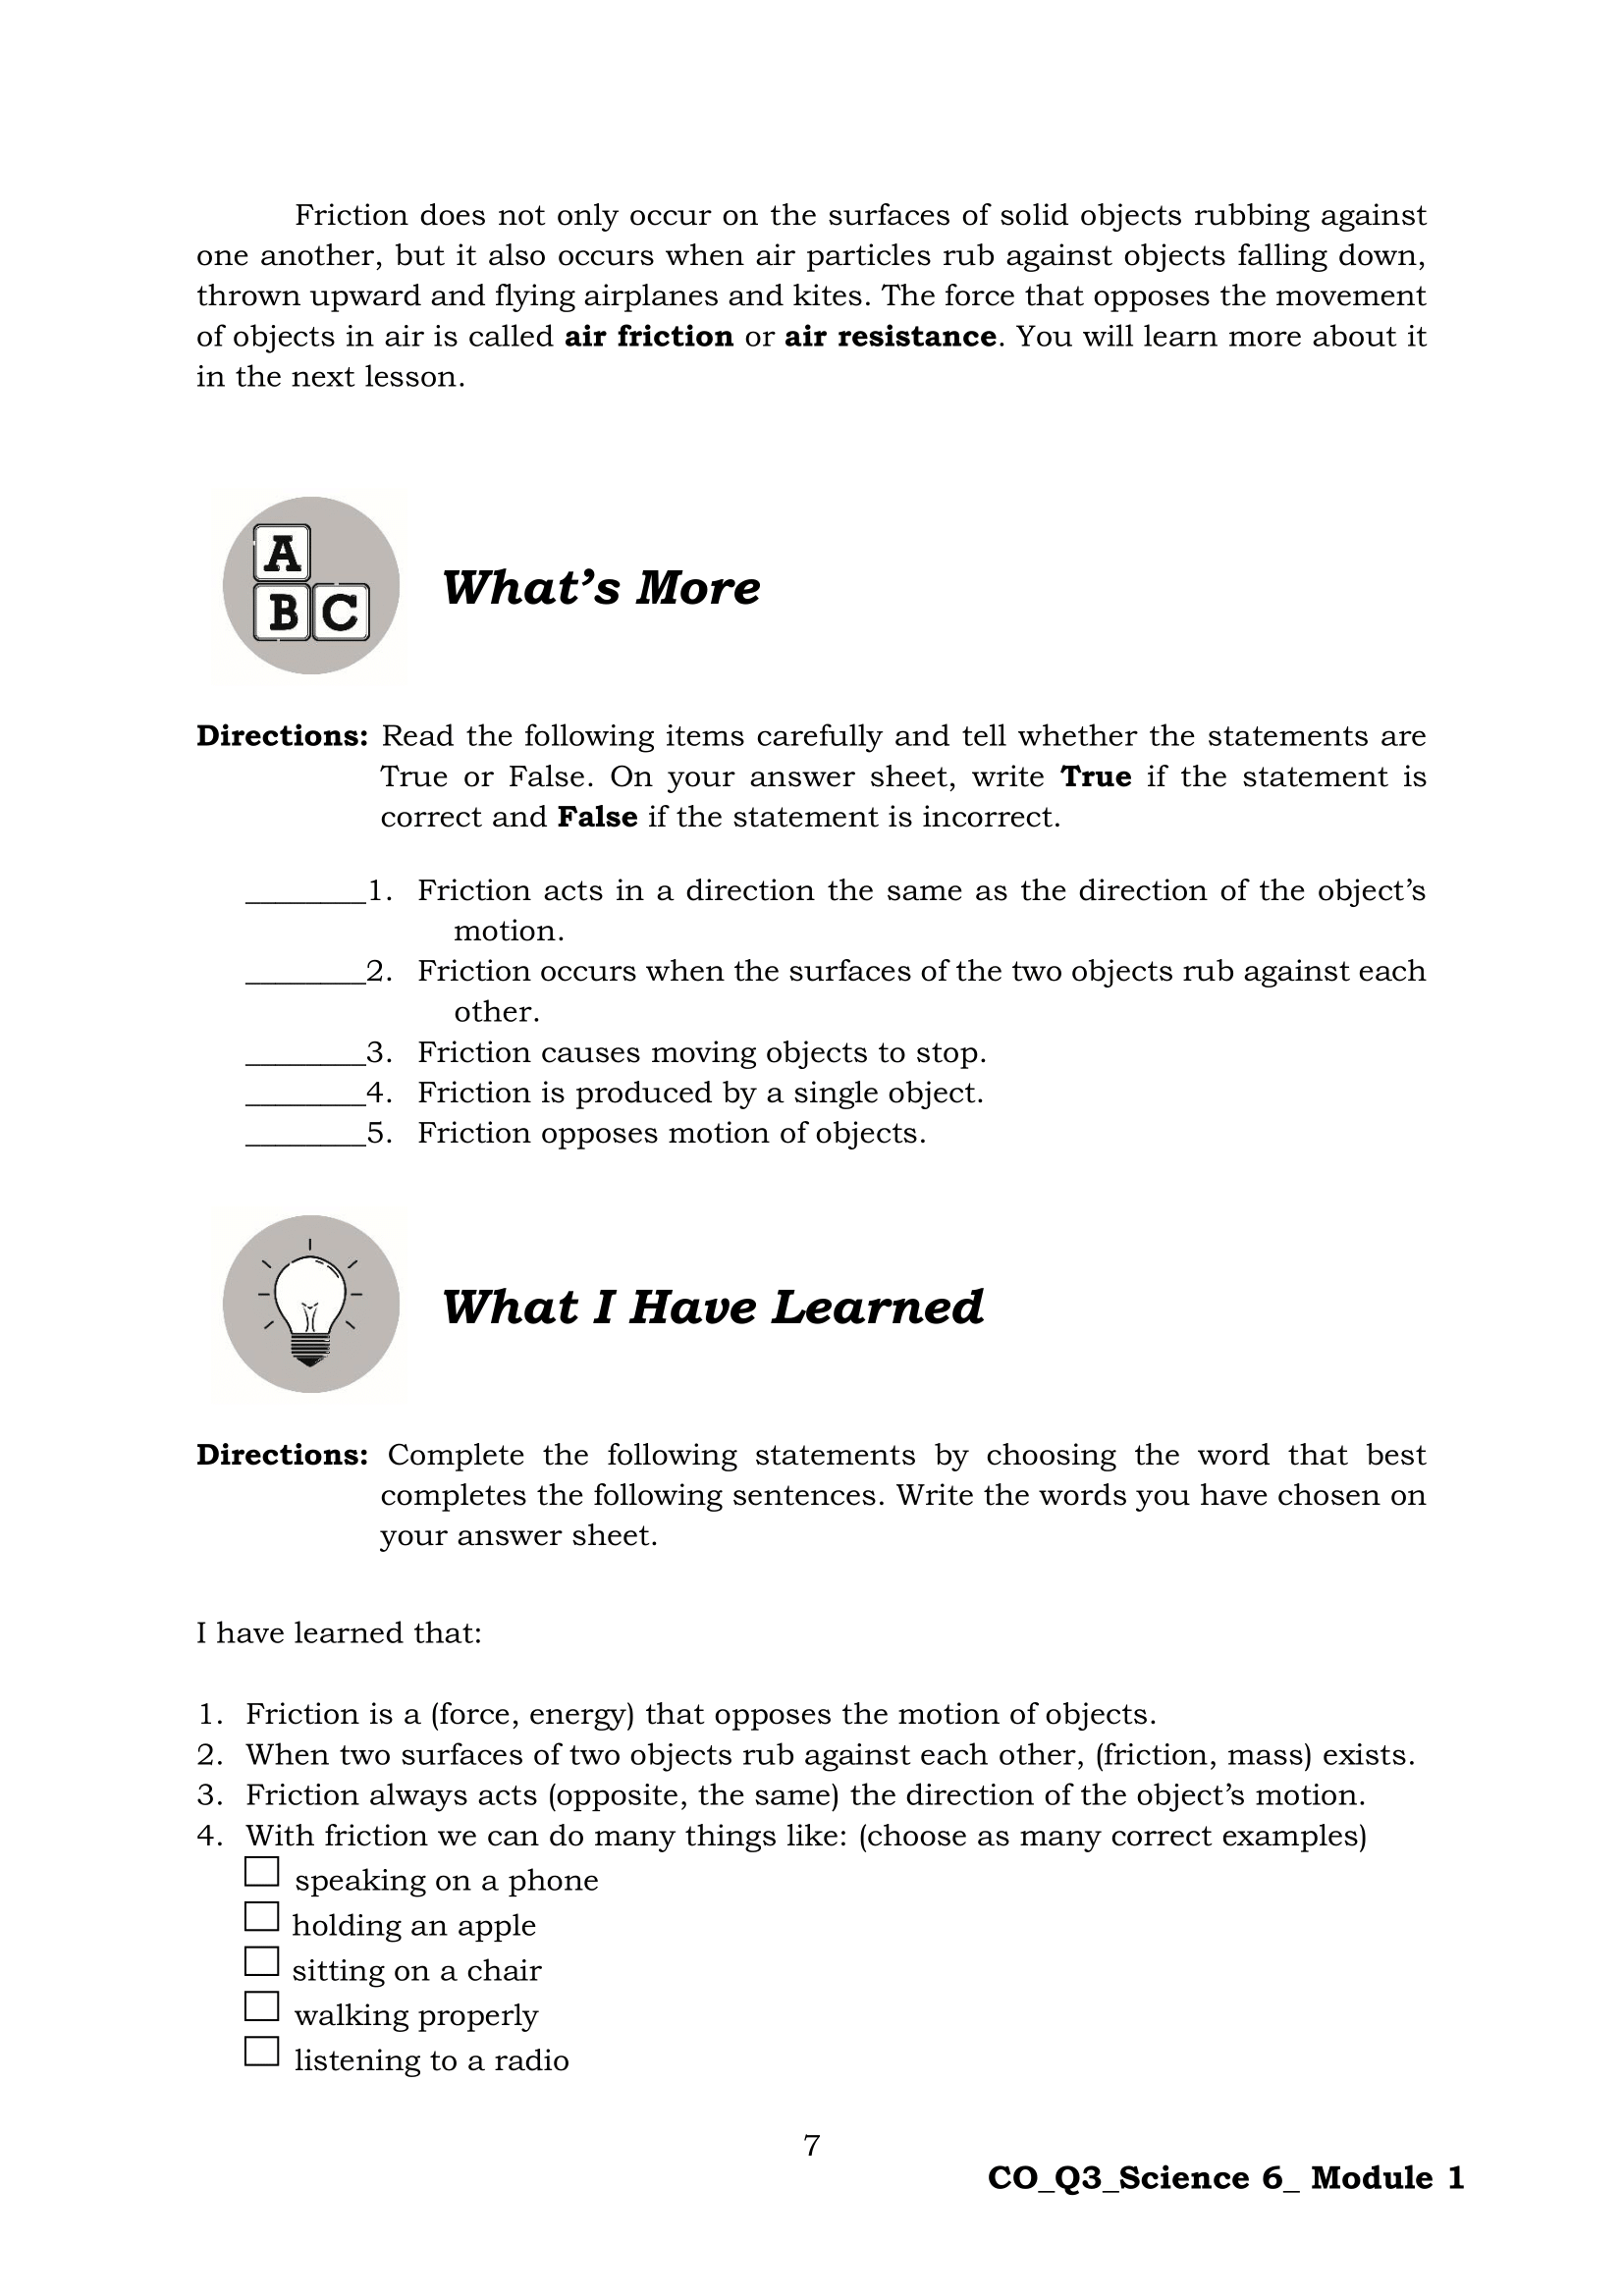 Friction does not only occur on the surfaces of solid objects rubbing against
one another, but it also occurs when air particles rub against objects falling down,
thrown upward and flying airplanes and kites. The force that opposes the movement
of objects in air is called air friction or air resistance. You will learn more about it
in the next lesson.
A
B C
What’s More
Directions: Read the following items carefully and tell whether the statements are
True or False. On your answer sheet, write True if the statement is
correct and False if the statement is incorrect.
________1. Friction acts in a direction the same as the direction of the object’s
motion.
________2. Friction occurs when the surfaces of the two objects rub against each
other.
________3. Friction causes moving objects to stop.
________4. Friction is produced by a single object.
________5. Friction opposes motion of objects.
What I Have Learned
Directions: Complete the following statements by choosing the word that best
completes the following sentences. Write the words you have chosen on
your answer sheet.
I have learned that:
1. Friction is a (force, energy) that opposes the motion of objects.
2. When two surfaces of two objects rub against each other, (friction, mass) exists.
3. Friction always acts (opposite, the same) the direction of the object’s motion.
4. With friction we can do many things like: (choose as many correct examples)
speaking on a phone
holding an apple
sitting on a chair
walking properly
listening to a radio
7
CO_Q3_Science 6_ Module 1